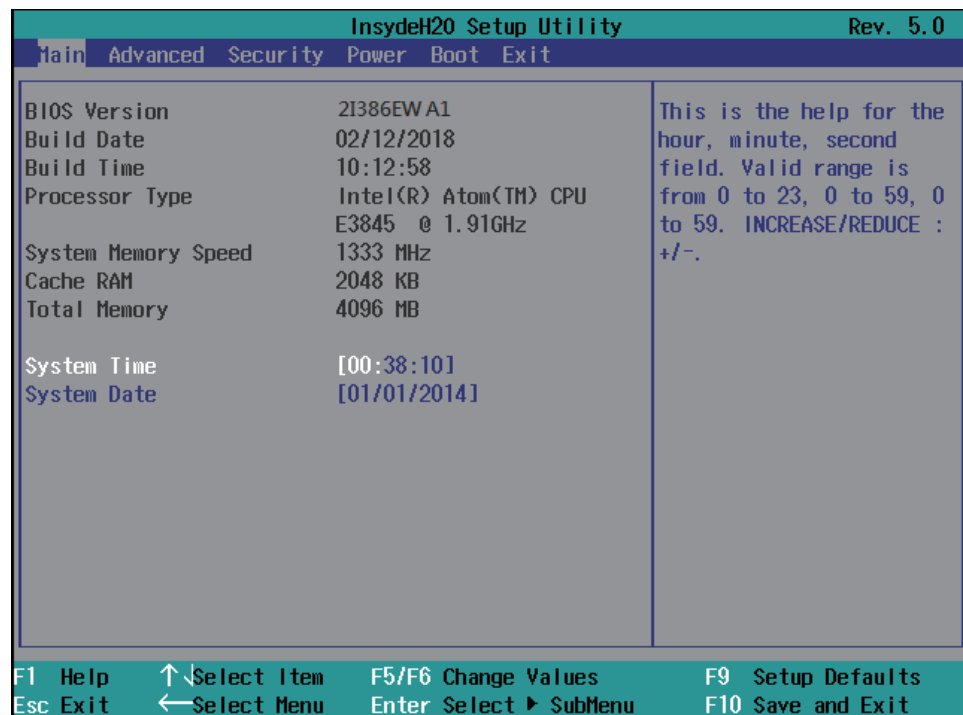 InsydeH2O Setup Utility Rev. 5.0
Main Advanced Security Power Boot Exit
BIOS Version 2I386EW A1
Build Date 02/12/2018
Build Time 10:12:58
Processor Type Intel(R) Atom(TM) CPU
E3845 @ 1.91GHz
System Memory Speed 1333 MHz
Cache RAM 2048 KB
Total Memory 4096 MB
System Time [00:38:10]
System Date [01/01/2014]
This is the help for the
hour, minute, second
field. Valid range is
from 0 to 23, 0 to 59, 0
to 59. INCREASE/REDUCE :
+/-.
F1 Help ↑↓Select Item F5/F6 Change Values F9 Setup Defaults
Esc Exit ←Select Menu Enter Select ▶ SubMenu F10 Save and Exit